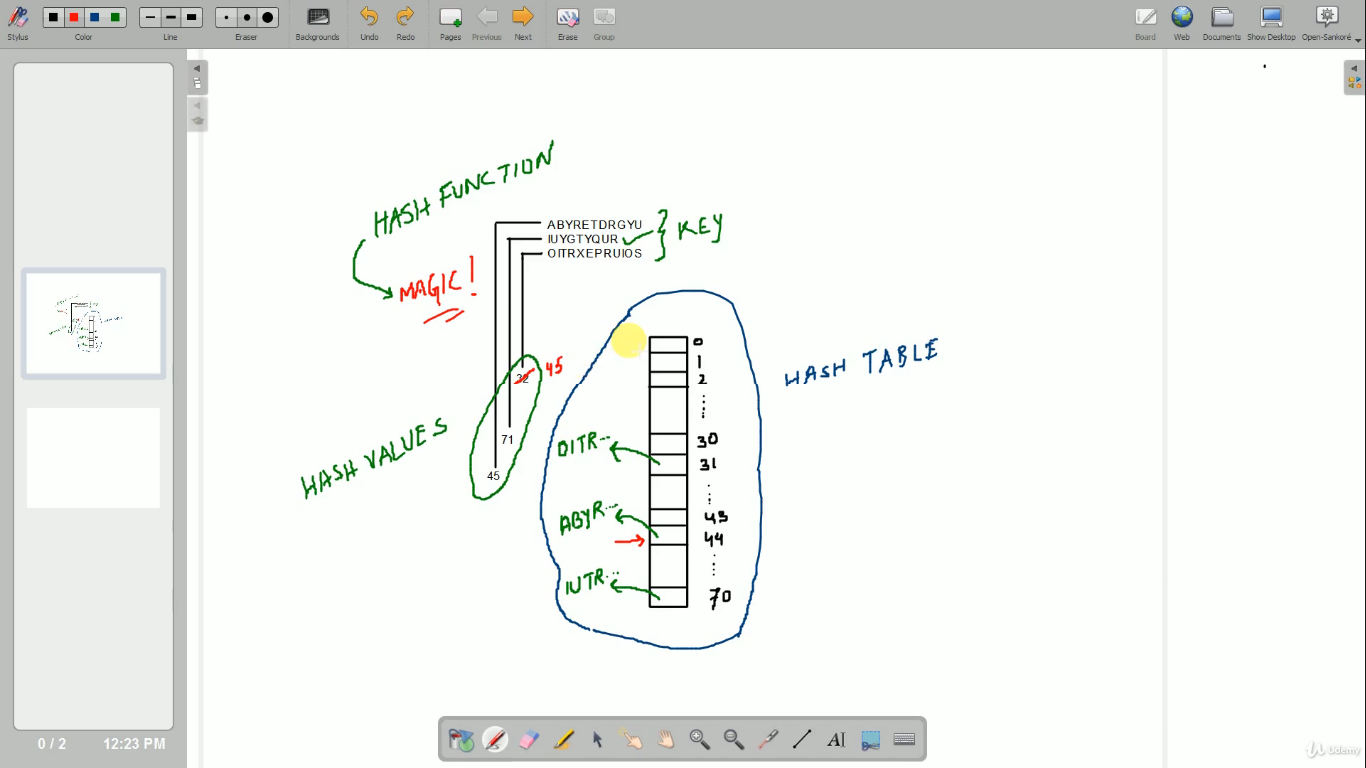 Stylus
Color
Line
Eraser
Backgrounds
Undo
Redo
Pages
Previous
Next
Erase
Group
Board
Web
Documents
Show Desktop
Open-Sankoré
HASH FUNCTION
MAGIC!
ABYRETDRGYU
IUYGTYQUR
OITRXEPRUIOS
KEY
32 45
71
45
HASH VALUES
0
1
2
30
31
43
44
70
OITR...
ABYR...
IUTR...
HASH TABLE
0 / 2
12:23 PM
AI
Udemy